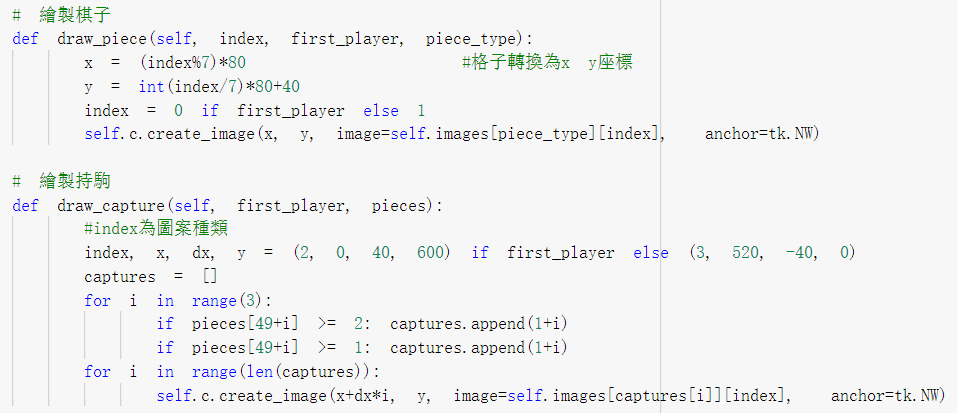 # 繪製棋子
def draw_piece(self, index, first_player, piece_type):
x = (index%7)*80 #格子轉換為x y座標
y = int(index/7)*80+40
index = 0 if first_player else 1
self.c.create_image(x, y, image=self.images[piece_type][index], anchor=tk.NW)
# 繪製持駒
def draw_capture(self, first_player, pieces):
#index為圖案種類
index, x, dx, y = (2, 0, 40, 600) if first_player else (3, 520, -40, 0)
captures = []
for i in range(3):
if pieces[49+i] >= 2: captures.append(1+i)
if pieces[49+i] >= 1: captures.append(1+i)
for i in range(len(captures)):
self.c.create_image(x+dx*i, y, image=self.images[captures[i]][index], anchor=tk.NW)